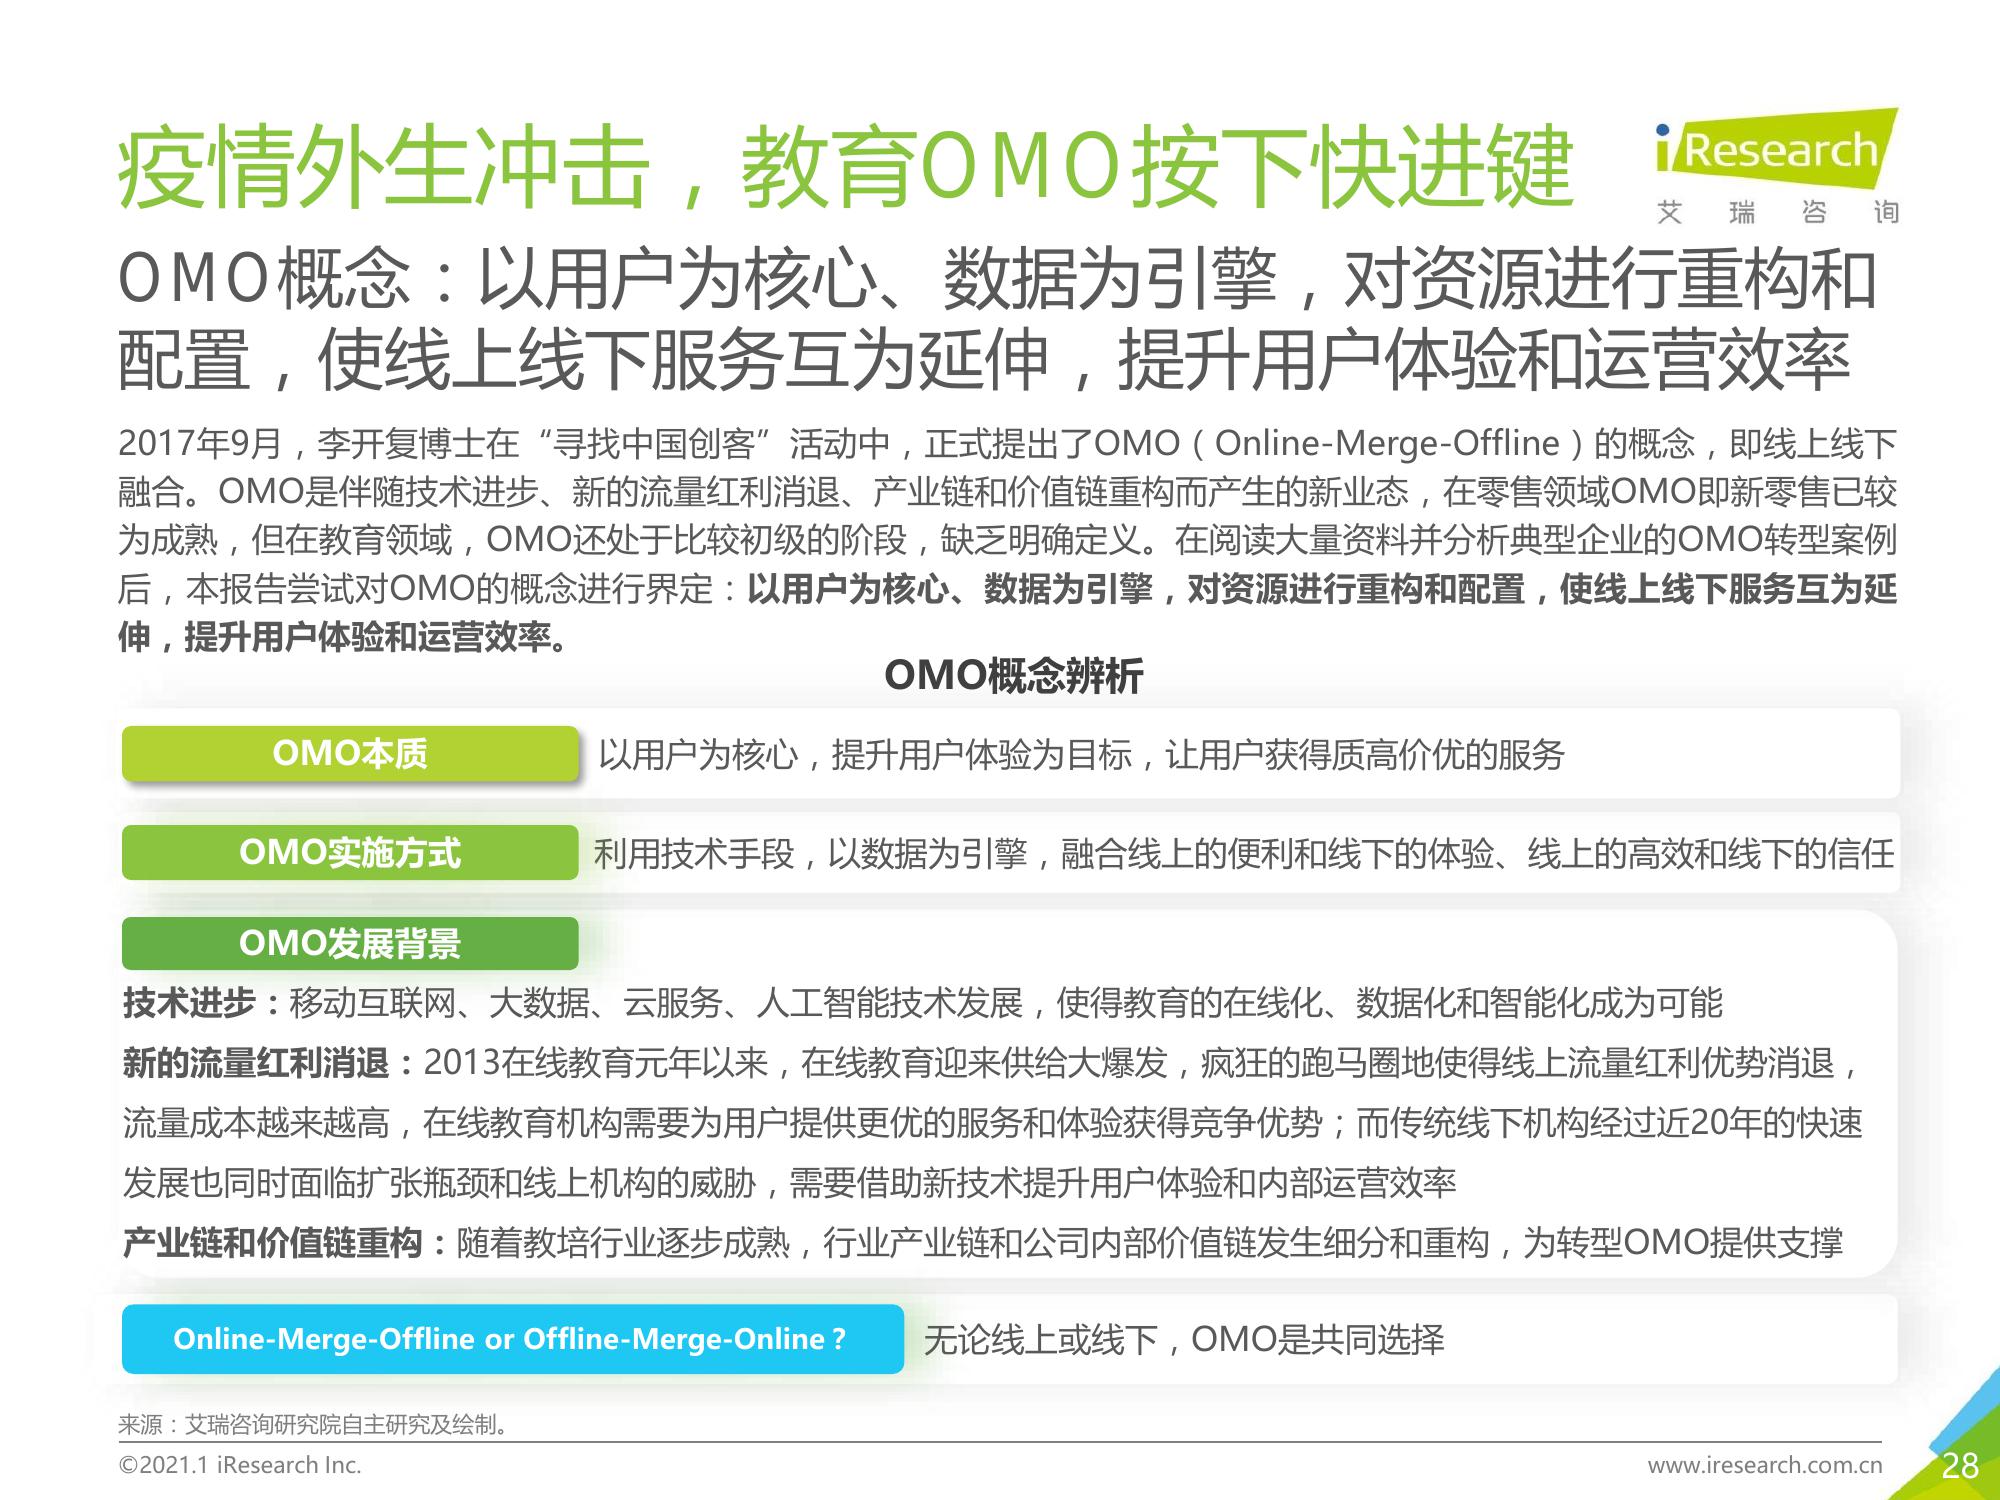 疫情外生冲击，教育OMO按下快进键
iResearch
艾瑞咨询
OMO概念：以用户为核心、数据为引擎，对资源进行重构和
配置，使线上线下服务互为延伸，提升用户体验和运营效率
2017年9月，李开复博士在“寻找中国创客”活动中，正式提出了OMO（Online-Merge-Offline）的概念，即线上线下
融合。OMO是伴随技术进步、新的流量红利消退、产业链和价值链重构而产生的新业态，在零售领域OMO即新零售已较
为成熟，但在教育领域，OMO还处于比较初级的阶段，缺乏明确定义。在阅读大量资料并分析典型企业的OMO转型案例
后，本报告尝试对OMO的概念进行界定：以用户为核心、数据为引擎，对资源进行重构和配置，使线上线下服务互为延
伸，提升用户体验和运营效率。
OMO概念辨析
OMO本质
以用户为核心，提升用户体验为目标，让用户获得质高价优的服务
OMO实施方式
利用技术手段，以数据为引擎，融合线上的便利和线下的体验、线上的高效和线下的信任
OMO发展背景
技术进步：移动互联网、大数据、云服务、人工智能技术发展，使得教育的在线化、数据化和智能化成为可能
新的流量红利消退：2013在线教育元年以来，在线教育迎来供给大爆发，疯狂的跑马圈地使得线上流量红利优势消退，
流量成本越来越高，在线教育机构需要为用户提供更优的服务和体验获得竞争优势；而传统线下机构经过近20年的快速
发展也同时面临扩张瓶颈和线上机构的威胁，需要借助新技术提升用户体验和内部运营效率
产业链和价值链重构：随着教培行业逐步成熟，行业产业链和公司内部价值链发生细分和重构，为转型OMO提供支撑
Online-Merge-Offline or Offline-Merge-Online？
无论线上或线下，OMO是共同选择
来源：艾瑞咨询研究院自主研究及绘制。
©2021.1 iResearch Inc.
www.iresearch.com.cn
28